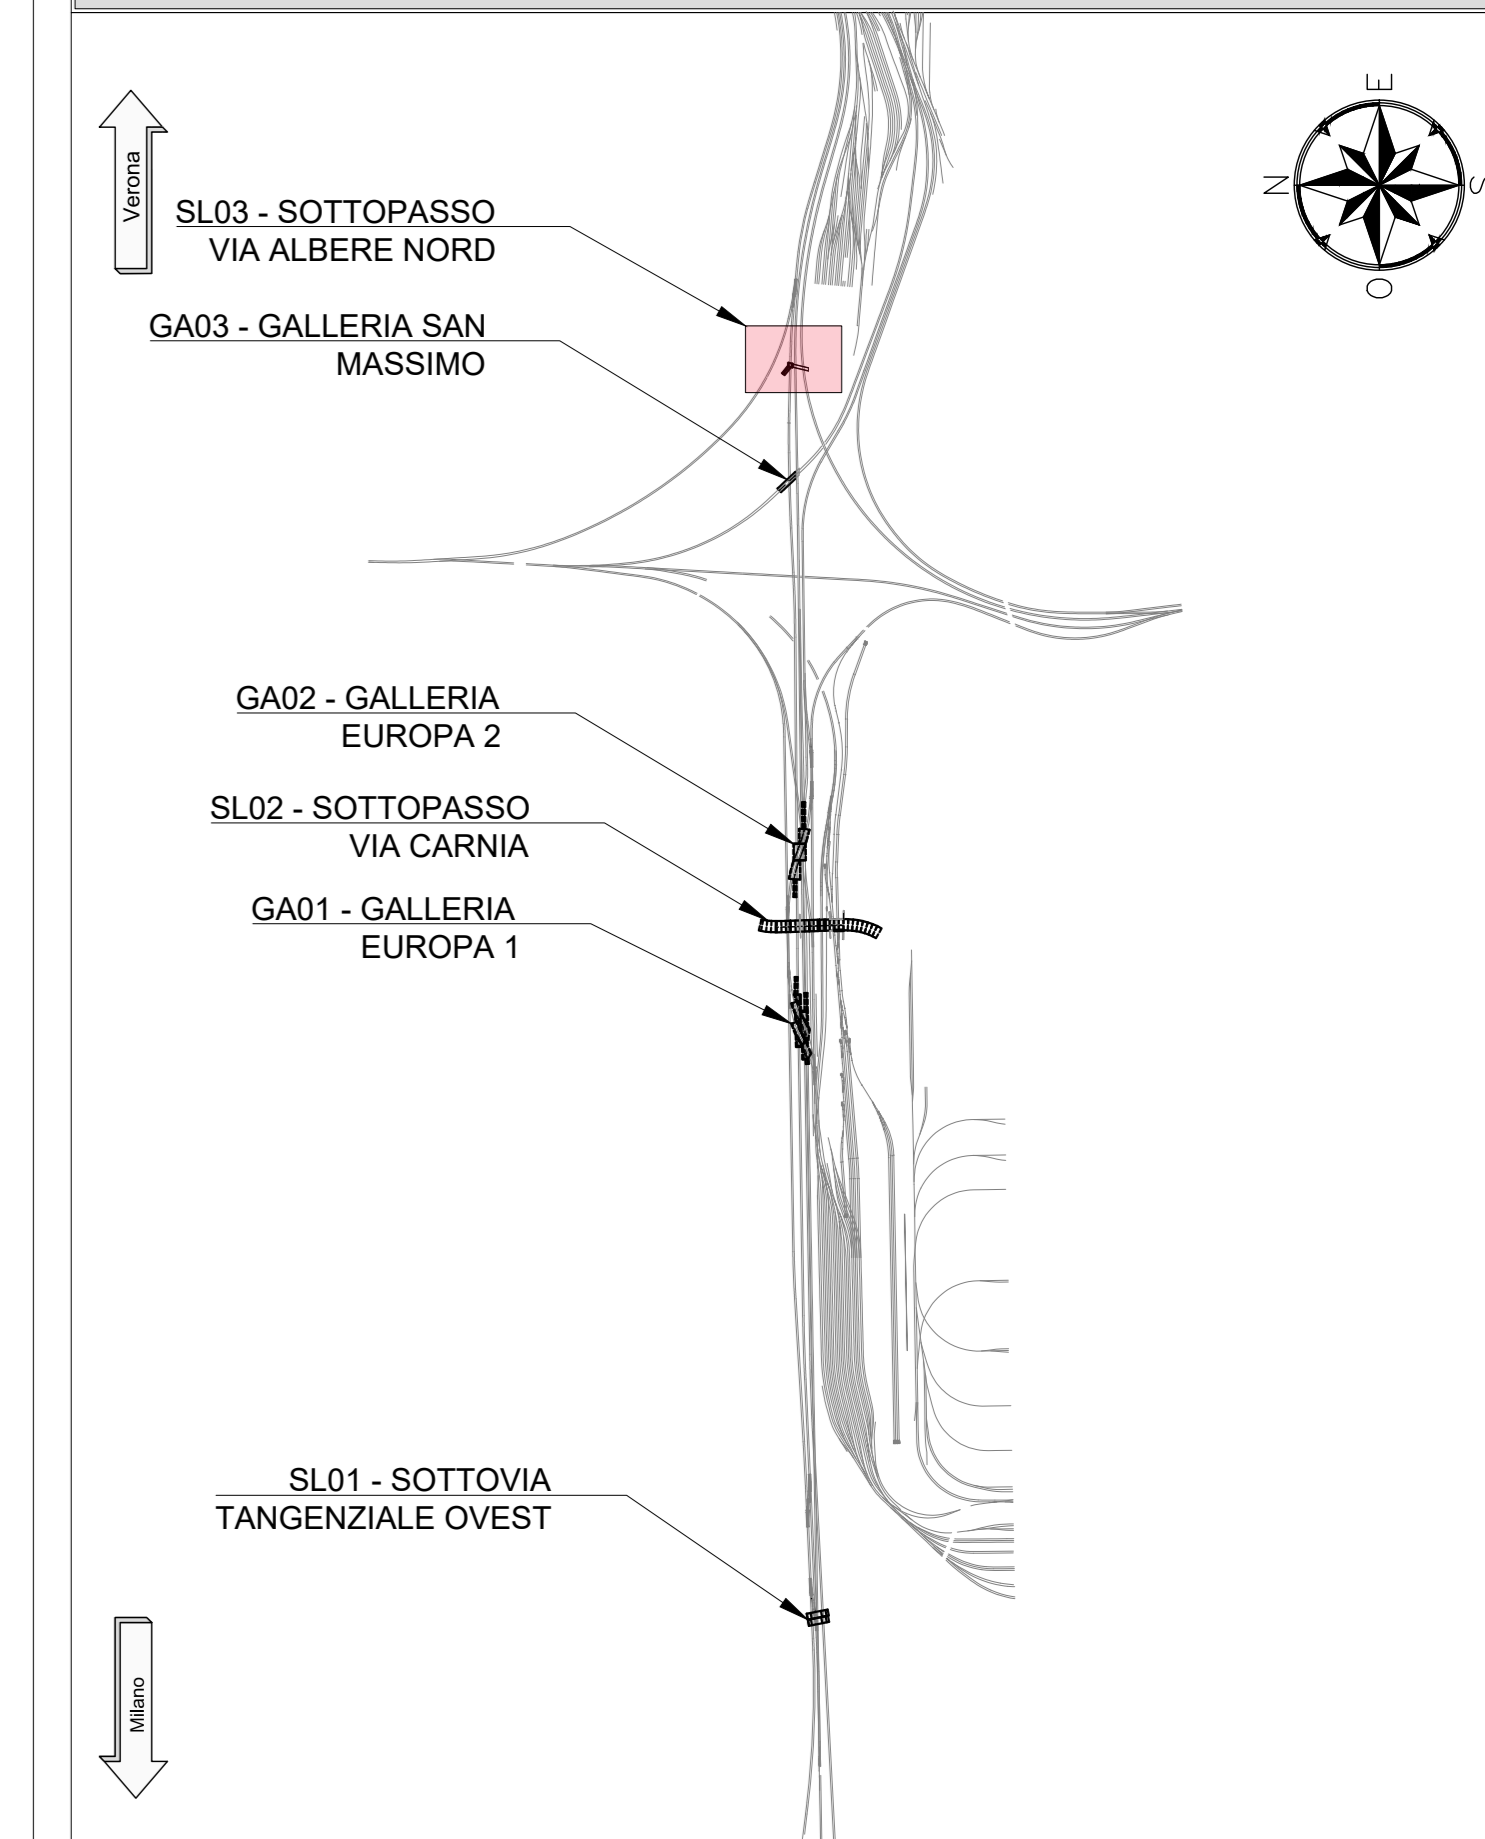 E
N
S
O
Verona
SL03 - SOTTOPASSO
VIA ALBERE NORD
GA03 - GALLERIA SAN
MASSIMO
GA02 - GALLERIA
EUROPA 2
SL02 - SOTTOPASSO
VIA CARNIA
GA01 - GALLERIA
EUROPA 1
SL01 - SOTTOVIA
TANGENZIALE OVEST
Milano